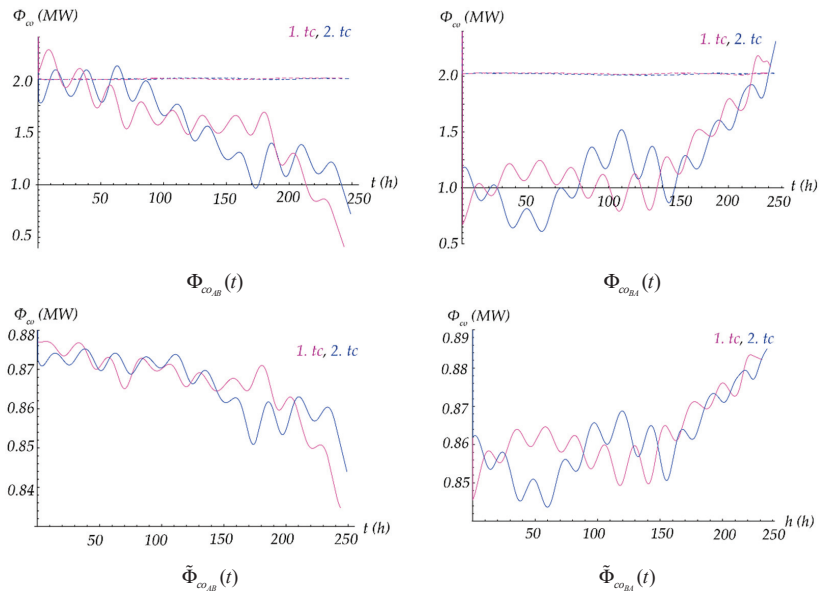 Φco (MW)
1. tc, 2. tc
2.0
1.5
1.0
0.5
50 100 150 200 250
t (h)
ΦcoAB(t)
Φco (MW)
1. tc, 2. tc
2.0
1.5
1.0
0.5
50 100 150 200 250
t (h)
ΦcoBA(t)
Φco (MW)
1. tc, 2. tc
0.88
0.87
0.86
0.85
0.84
50 100 150 200 250
t (h)
Φ̃coAB(t)
Φco (MW)
1. tc, 2. tc
0.89
0.88
0.87
0.86
0.85
50 100 150 200 250
h (h)
Φ̃coBA(t)